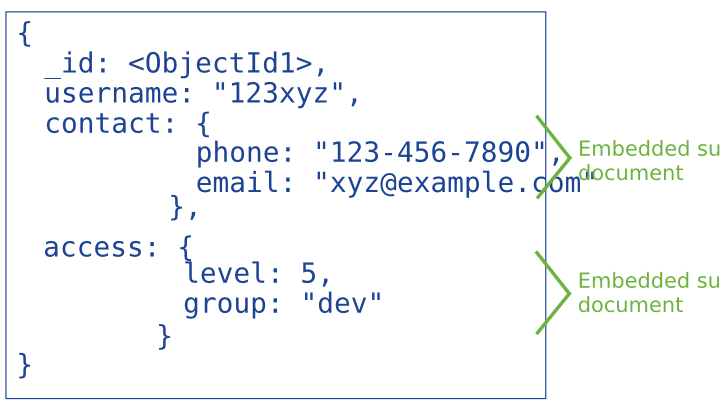 {
_id: <ObjectId1>,
username: "123xyz",
contact: {
phone: "123-456-7890",
email: "xyz@example.com"
},
access: {
level: 5,
group: "dev"
}
}
Embedded su
document
Embedded su
document